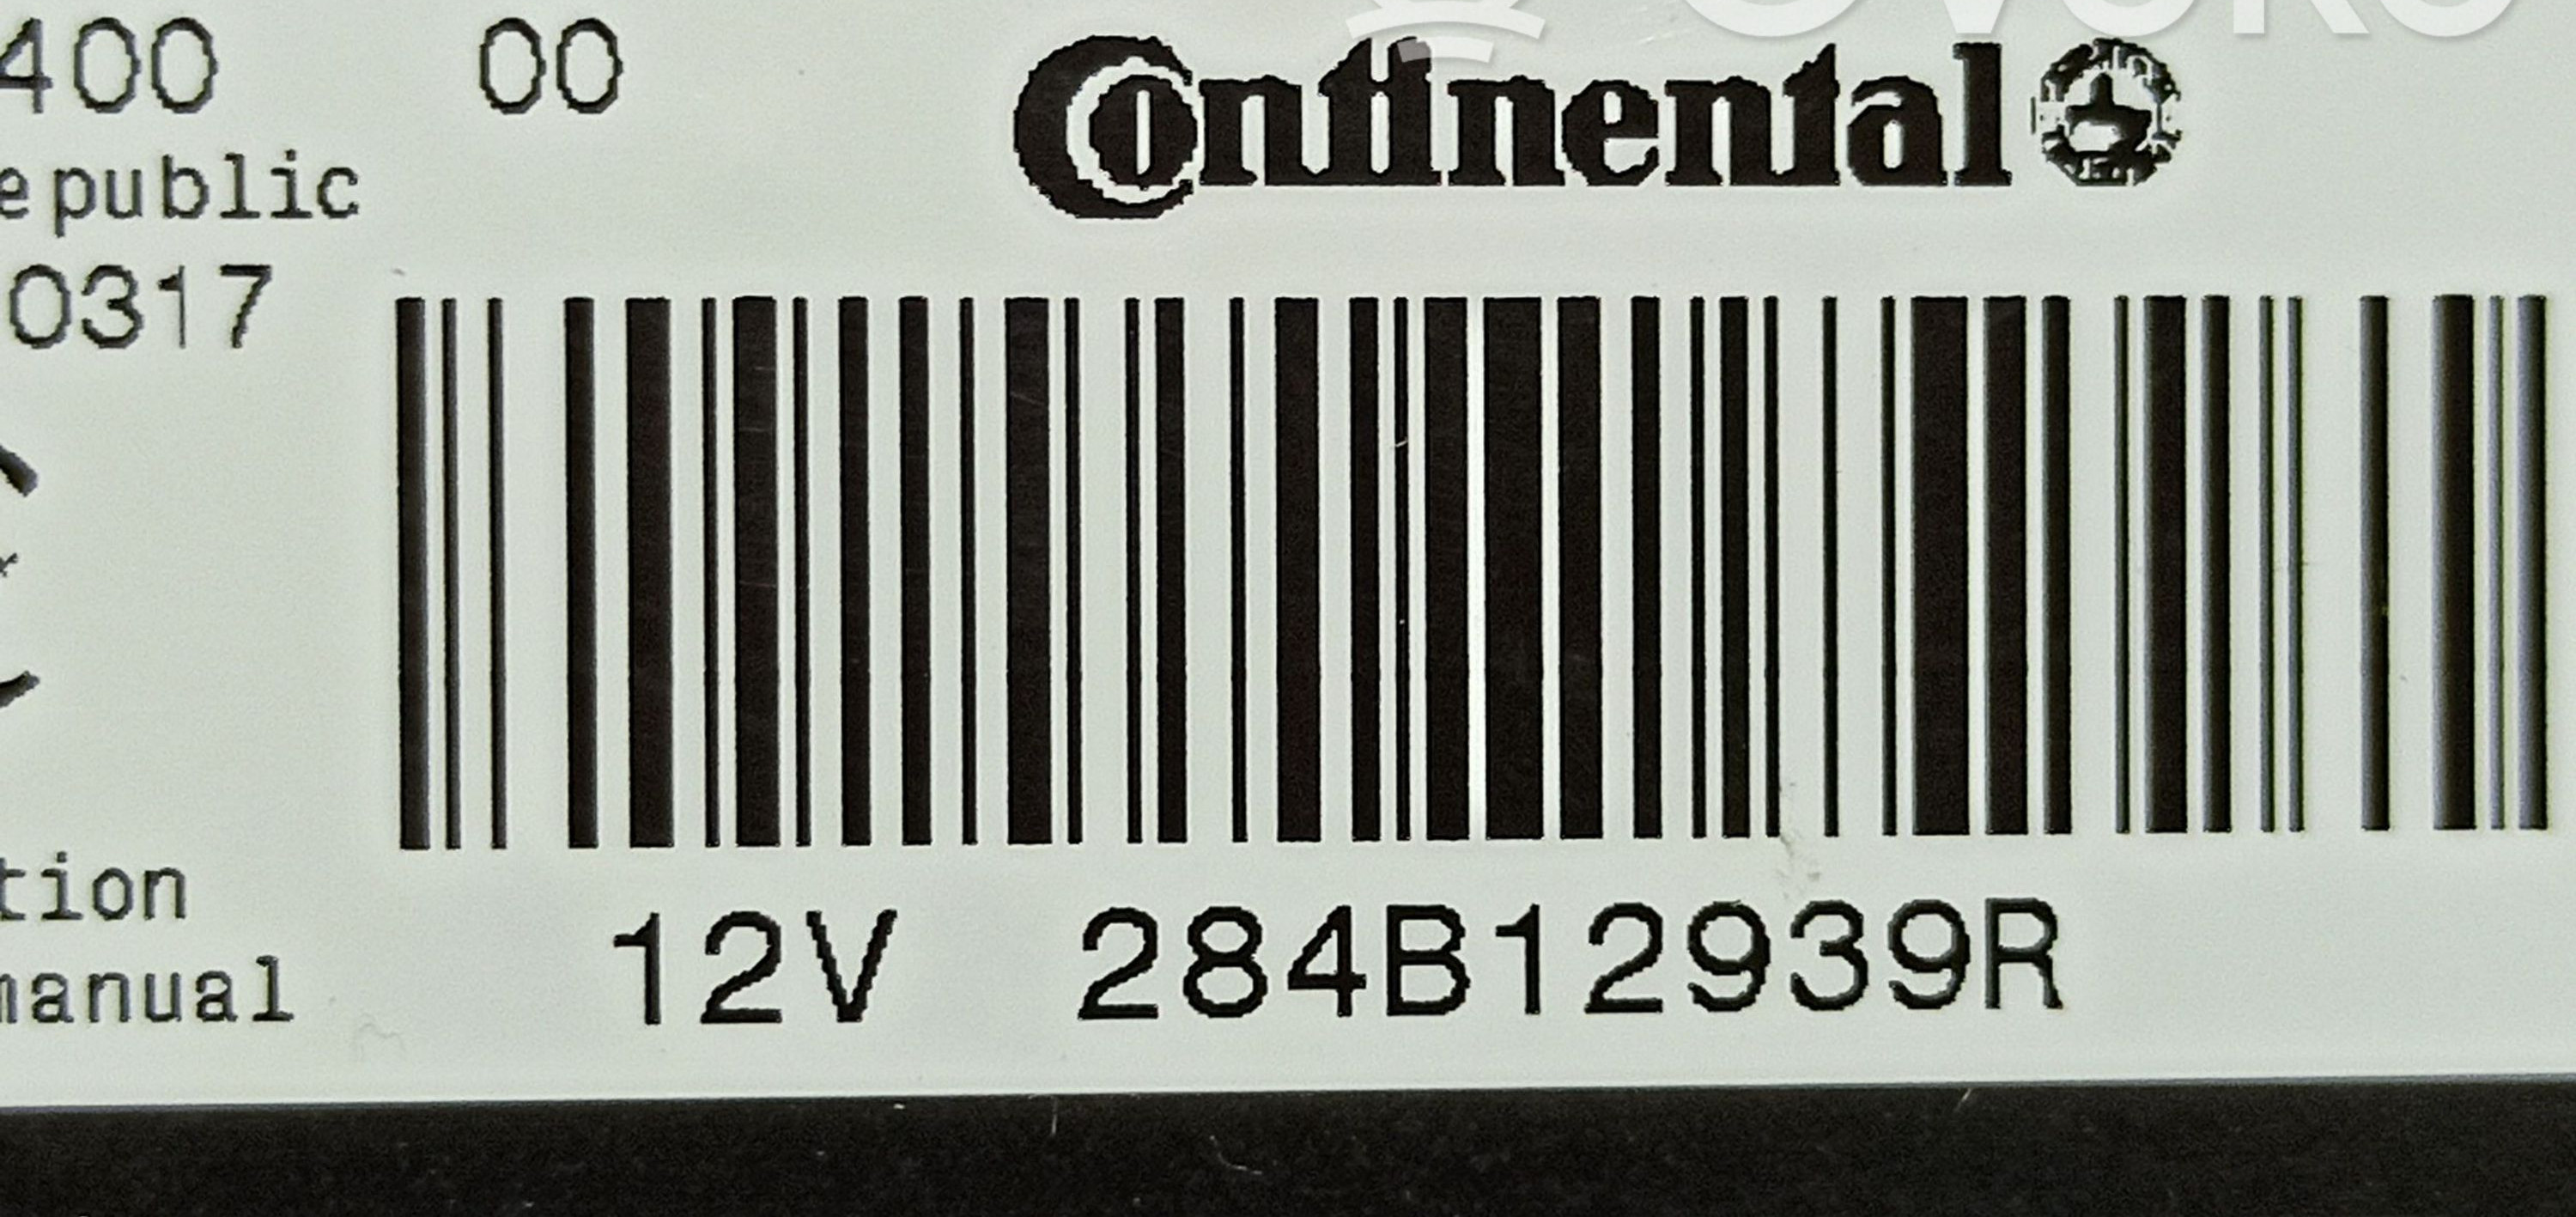 400 00
Continental
epublic
0317
tion
manual
12V 284B12939R